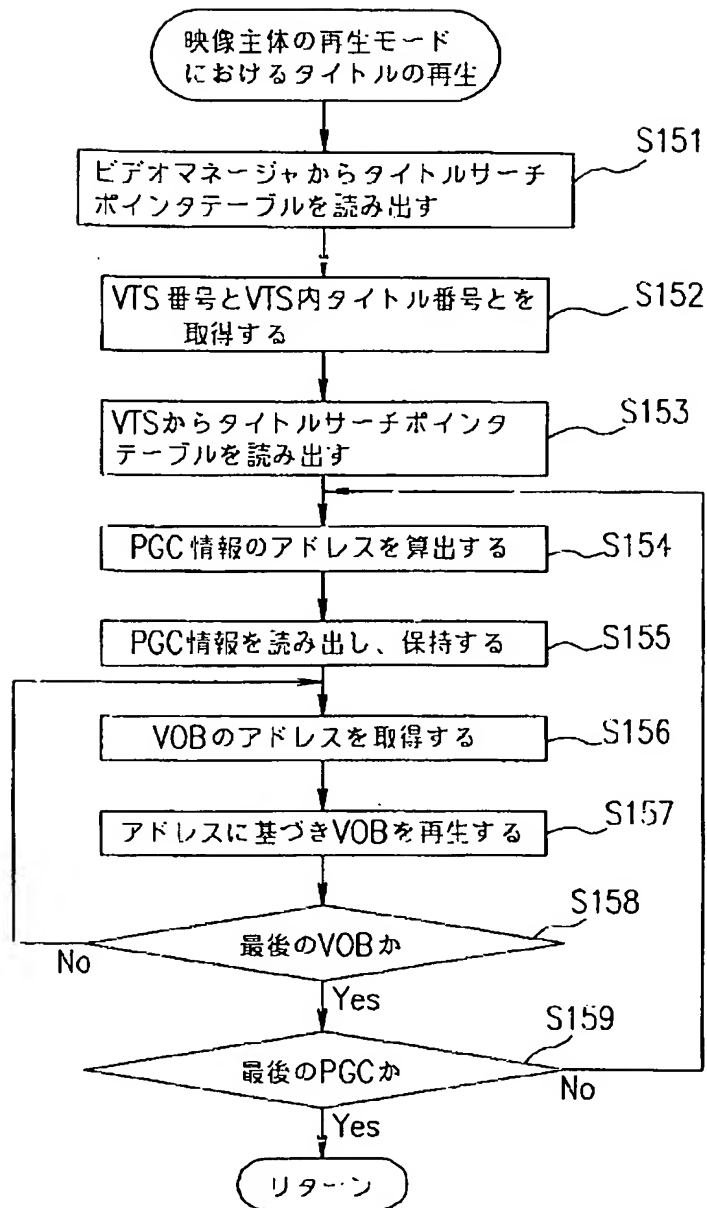 映像主体の再生モード
におけるタイトルの再生
S151
ビデオマネージャからタイトルサーチ
ポインタテーブルを読み出す
S152
VTS番号とVTS内タイトル番号とを
取得する
S153
VTSからタイトルサーチポインタ
テーブルを読み出す
PGC情報のアドレスを算出する
S154
PGC情報を読み出し、保持する
S155
VOBのアドレスを取得する
S156
アドレスに基づきVOBを再生する
S157
S158
最後のVOBか
No
Yes
S159
最後のPGCか
No
Yes
リターン